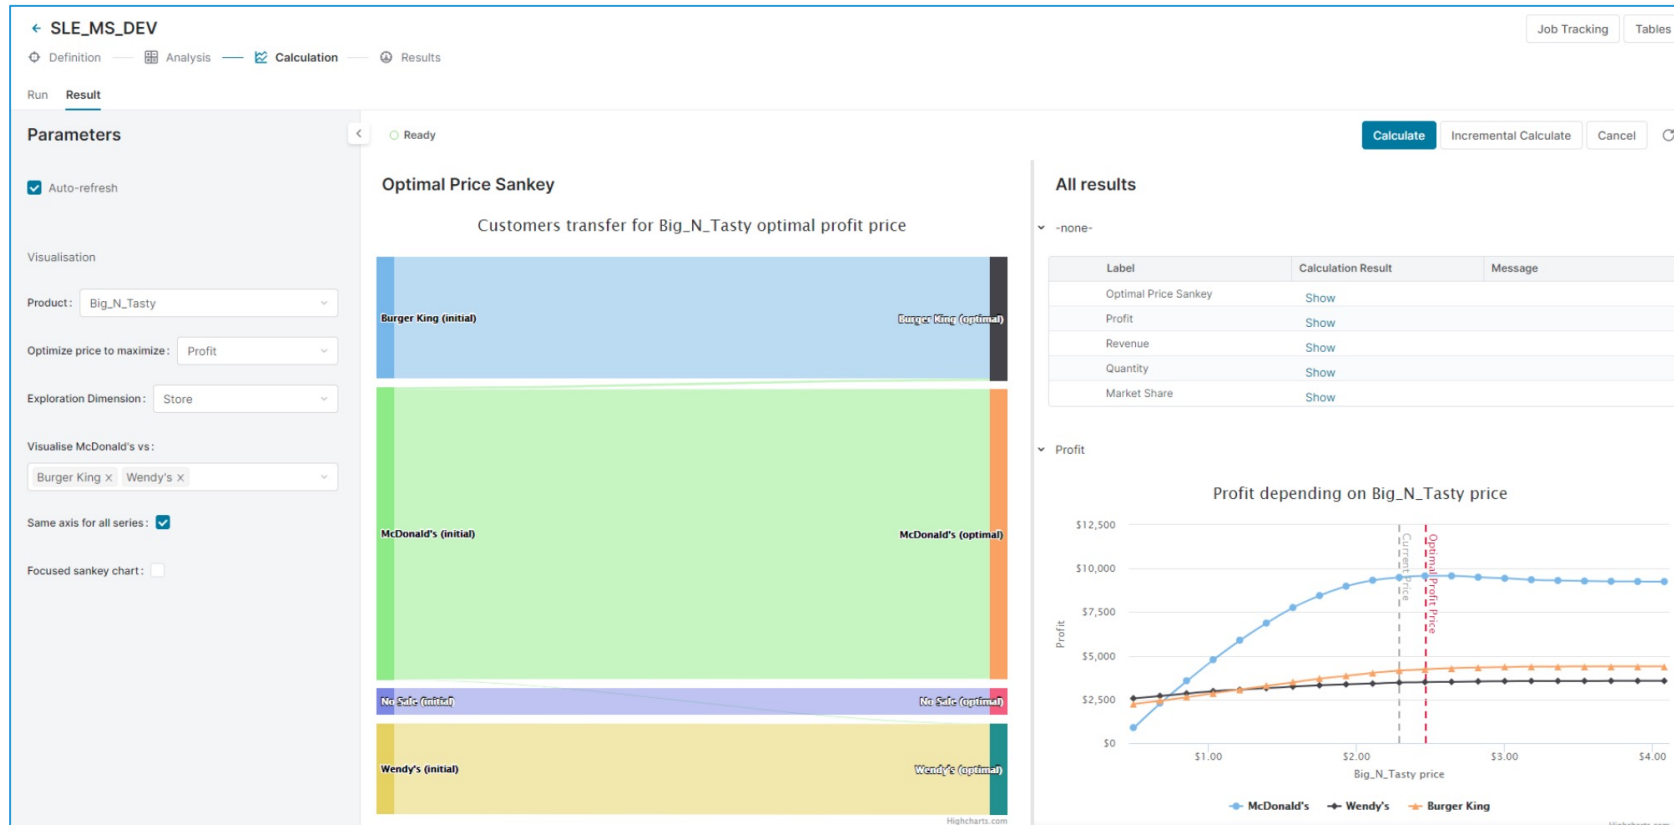 ← SLE_MS_DEV
Job Tracking
Tables
Definition
Analysis
Calculation
Results
Run
Result
Parameters
Auto-refresh
Visualisation
Product: Big_N_Tasty
Optimize price to maximize: Profit
Exploration Dimension: Store
Visualise McDonald's vs:
Burger King × Wendy's ×
Same axis for all series:
Focused sankey chart:
Ready
Calculate
Incremental Calculate
Cancel
Optimal Price Sankey
Customers transfer for Big_N_Tasty optimal profit price
Burger King (initial)
Burger King (optimal)
McDonald's (initial)
McDonald's (optimal)
No Sale (initial)
No Sale (optimal)
Wendy's (initial)
Wendy's (optimal)
Highcharts.com
All results
-none-
Label Calculation Result Message
Optimal Price Sankey Show
Profit Show
Revenue Show
Quantity Show
Market Share Show
Profit
Profit depending on Big_N_Tasty price
$12,500
$10,000
$7,500
$5,000
$2,500
$0
Profit
Current Price
Optimal Profit Price
$1.00 $2.00 $3.00 $4.00
Big_N_Tasty price
McDonald's Wendy's Burger King
Highcharts.com